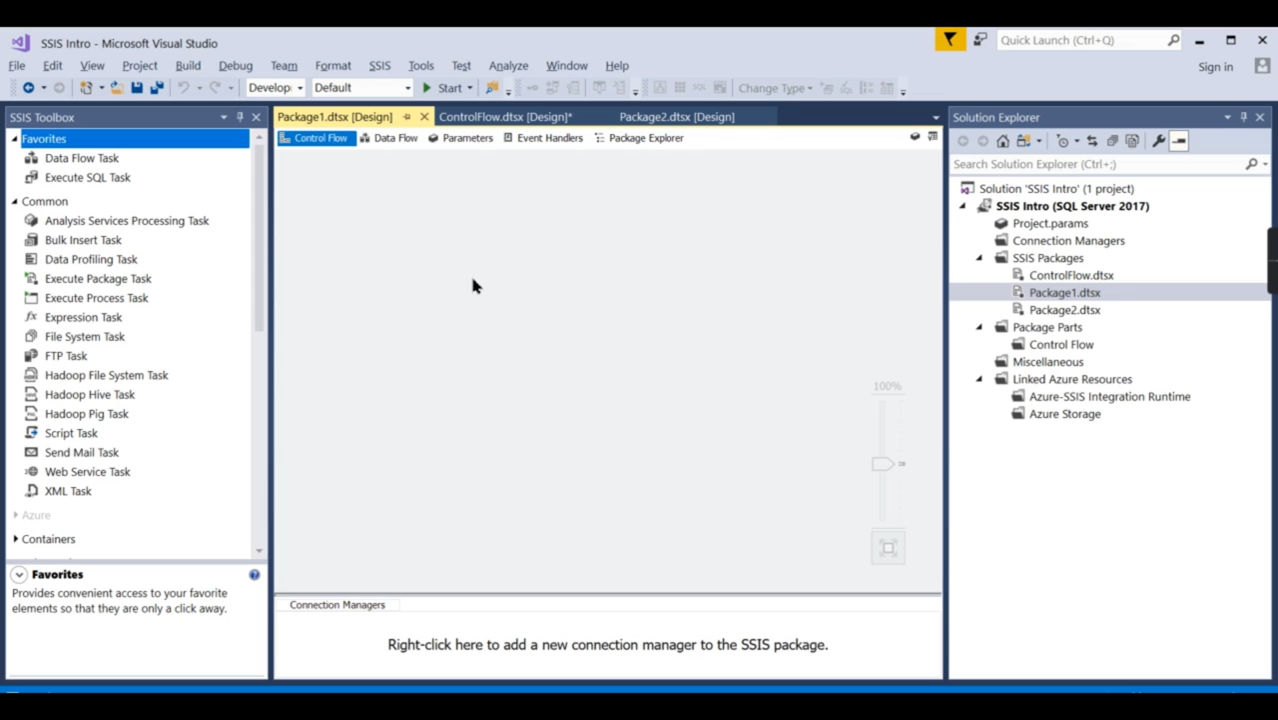 SSIS Intro - Microsoft Visual Studio
Quick Launch (Ctrl+Q)
File Edit View Project Build Debug Team Format SSIS Tools Test Analyze Window Help
Sign in
Develop Default Start Change Type
SSIS Toolbox
Favorites
Data Flow Task
Execute SQL Task
Common
Analysis Services Processing Task
Bulk Insert Task
Data Profiling Task
Execute Package Task
Execute Process Task
fx Expression Task
File System Task
FTP Task
Hadoop File System Task
Hadoop Hive Task
Hadoop Pig Task
Script Task
Send Mail Task
Web Service Task
XML Task
Azure
Containers
Favorites
Provides convenient access to your favorite
elements so that they are only a click away.
Package1.dtsx [Design] ControlFlow.dtsx [Design]* Package2.dtsx [Design]
Control Flow Data Flow Parameters Event Handlers Package Explorer
100%
Connection Managers
Right-click here to add a new connection manager to the SSIS package.
Solution Explorer
Search Solution Explorer (Ctrl+;)
Solution 'SSIS Intro' (1 project)
SSIS Intro (SQL Server 2017)
Project.params
Connection Managers
SSIS Packages
ControlFlow.dtsx
Package1.dtsx
Package2.dtsx
Package Parts
Control Flow
Miscellaneous
Linked Azure Resources
Azure-SSIS Integration Runtime
Azure Storage